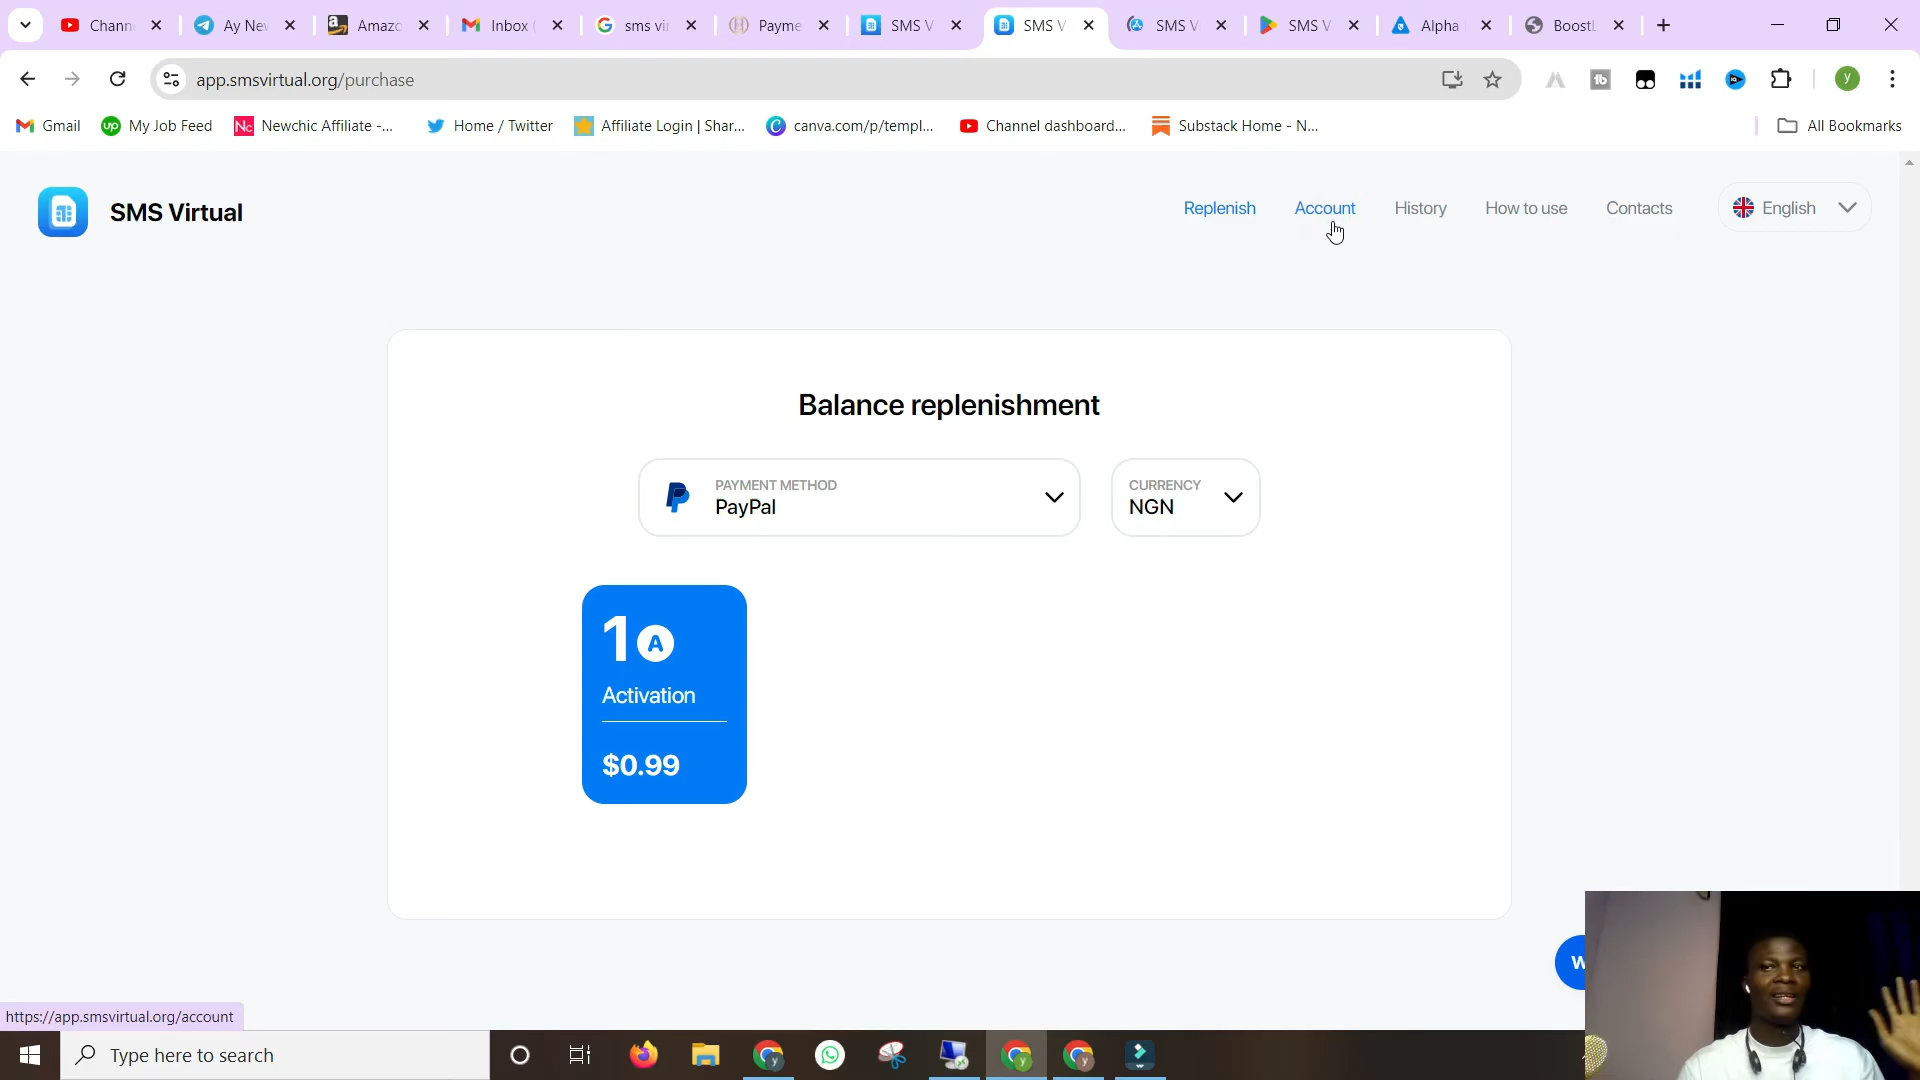 Chann
Ay Nev
Amazo
Inbox (
sms vir
Payme
SMS V
SMS V
SMS V
SMS V
Alpha
BoostL
app.smsvirtual.org/purchase
y
Gmail
My Job Feed
Newchic Affiliate -...
Home / Twitter
Affiliate Login | Shar...
canva.com/p/templ...
Channel dashboard...
Substack Home - N...
All Bookmarks
SMS Virtual
Replenish
Account
History
How to use
Contacts
English
Balance replenishment
PAYMENT METHOD
PayPal
CURRENCY
NGN
1 A
Activation
$0.99
W
https://app.smsvirtual.org/account
Type here to search